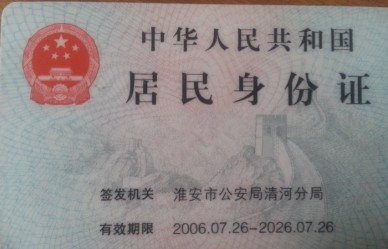 中华人民共和国
居民身份证
签发机关 淮安市公安局清河分局
有效期限 2006.07.26-2026.07.26